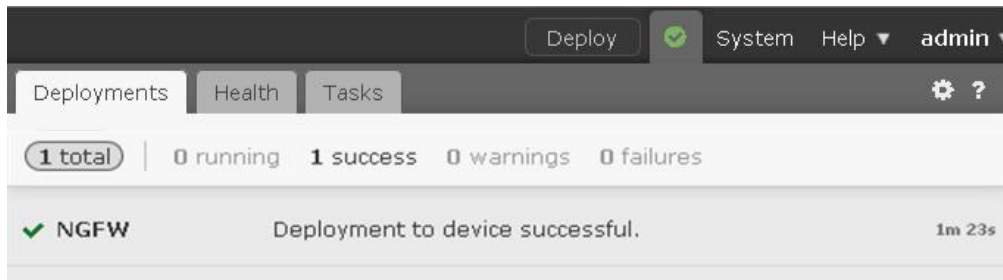 Deploy System Help admin
Deployments Health Tasks ?
1 total 0 running 1 success 0 warnings 0 failures
NGFW Deployment to device successful. 1m 23s